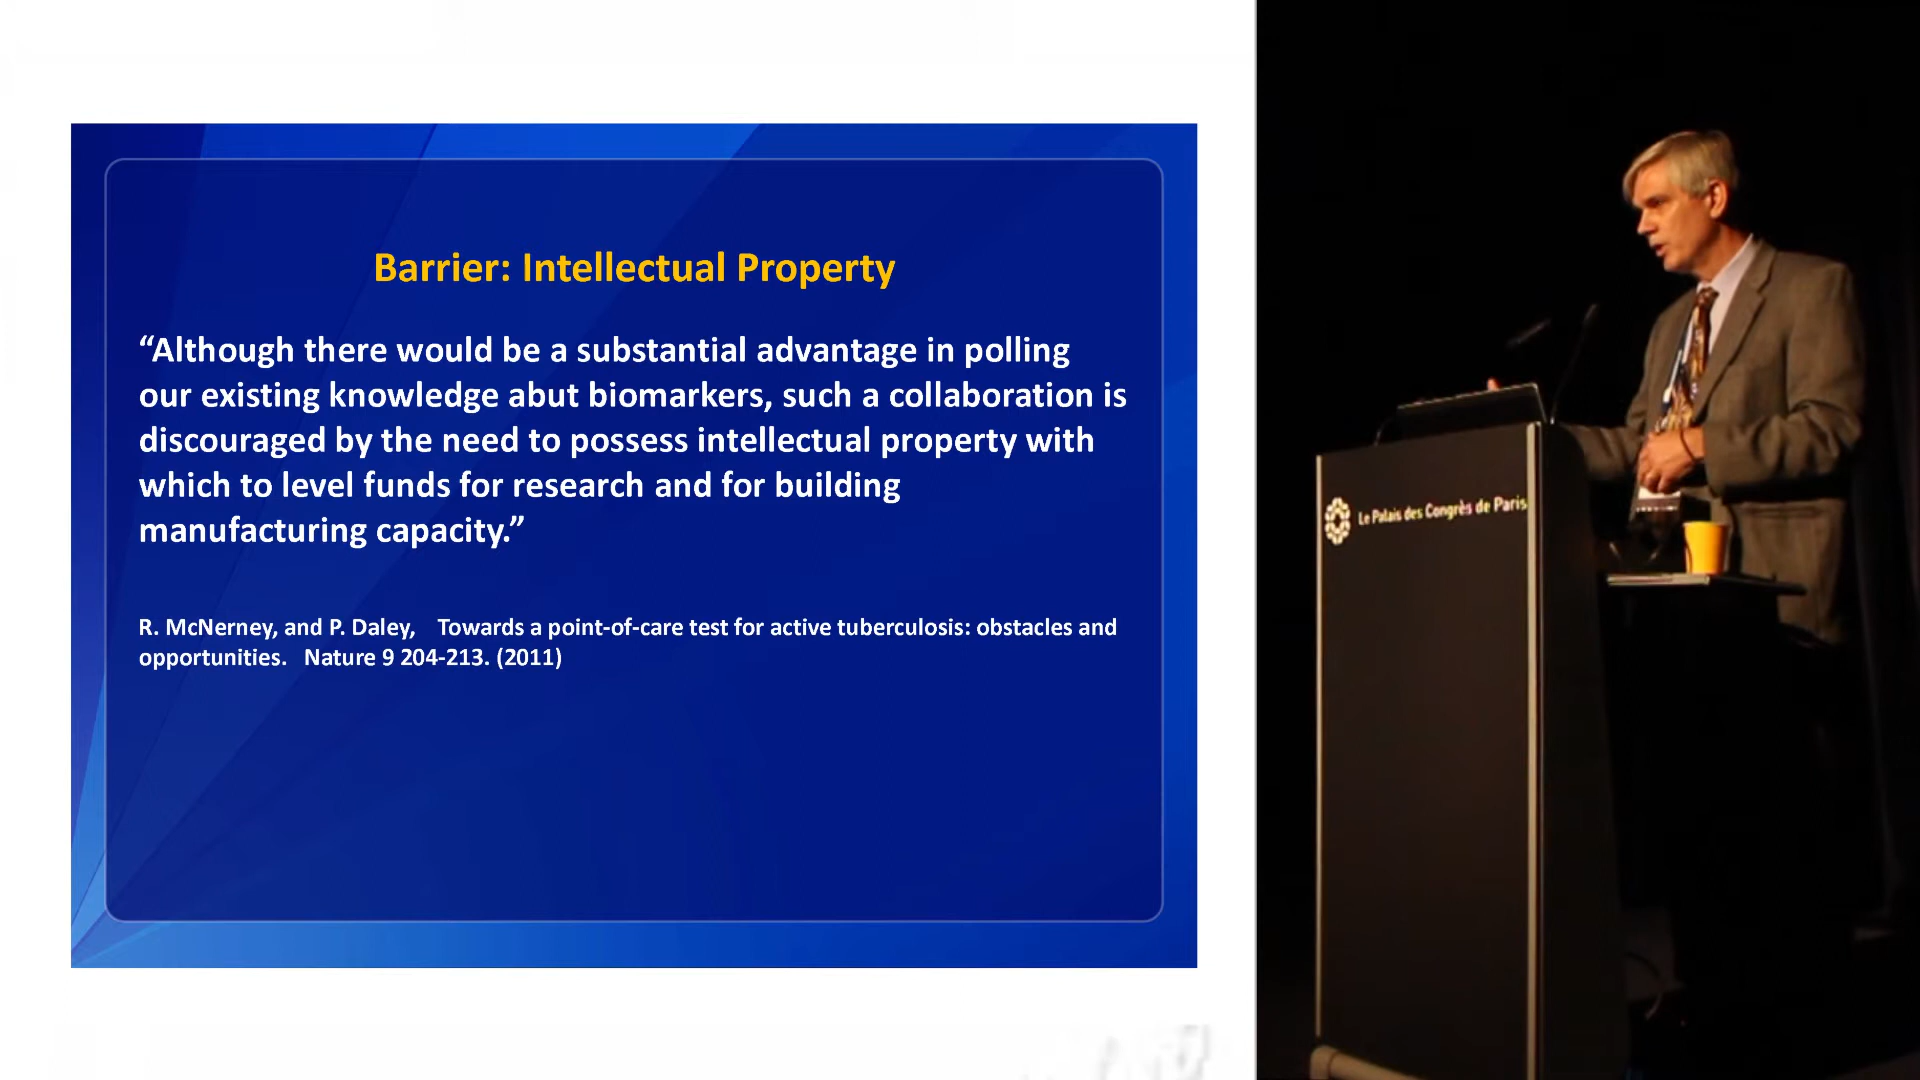 Barrier: Intellectual Property
“Although there would be a substantial advantage in polling
our existing knowledge abut biomarkers, such a collaboration is
discouraged by the need to possess intellectual property with
which to level funds for research and for building
manufacturing capacity.”
R. McNerney, and P. Daley, Towards a point-of-care test for active tuberculosis: obstacles and
opportunities. Nature 9 204-213. (2011)
Le Palais des Congrès de Paris